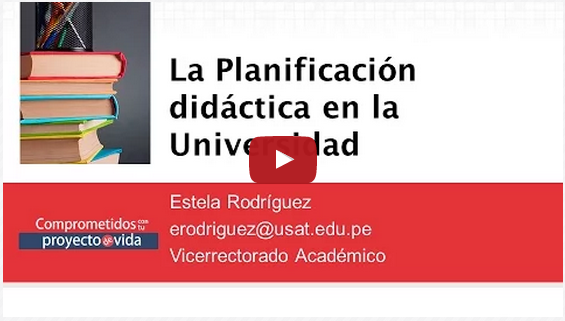 La Planificación
didáctica en la
Universidad
Estela Rodríguez
erodriguez@usat.edu.pe
Vicerrectorado Académico
Comprometidos con tu
proyecto de vida